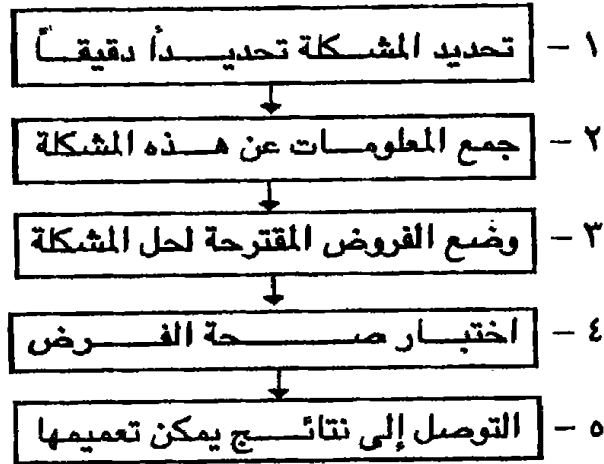 ١ - تحديد المشكلة تحديداً دقيقاً
٢ - جمع المعلومات عن هذه المشكلة
٣ - وضع الفروض المقترحة لحل المشكلة
٤ - اختبار صحة الفرض
٥ - التوصل إلى نتائج يمكن تعميمها